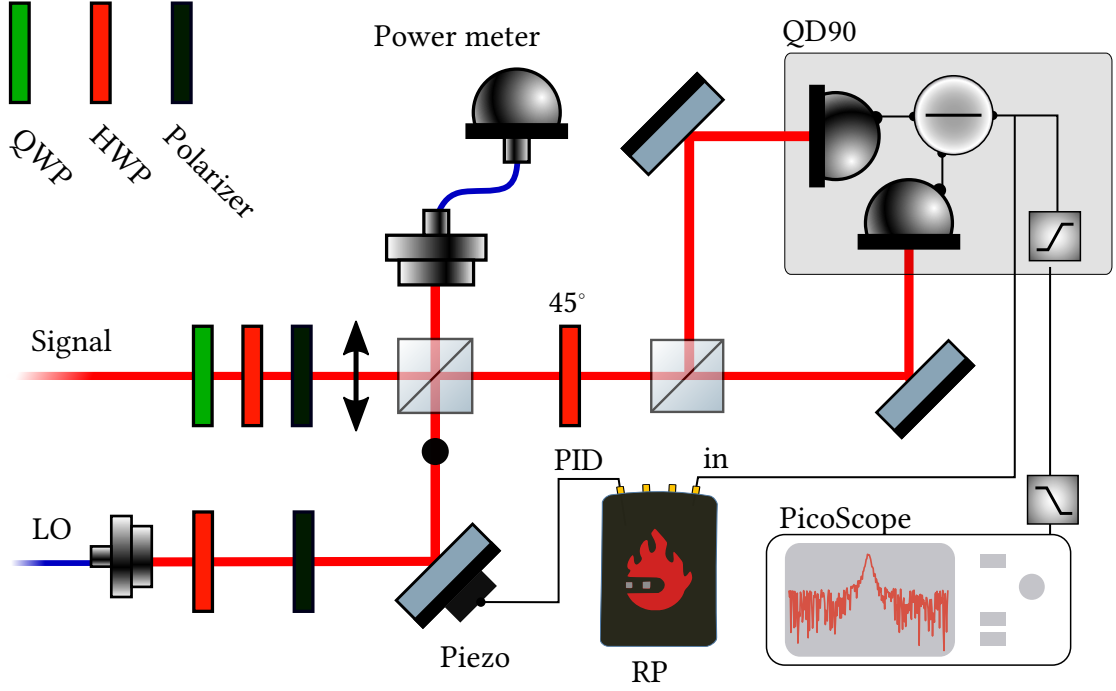 Power meter
QD90
QWP
HWP
Polarizer
45°
Signal
PID
in
LO
PicoScope
Piezo
RP